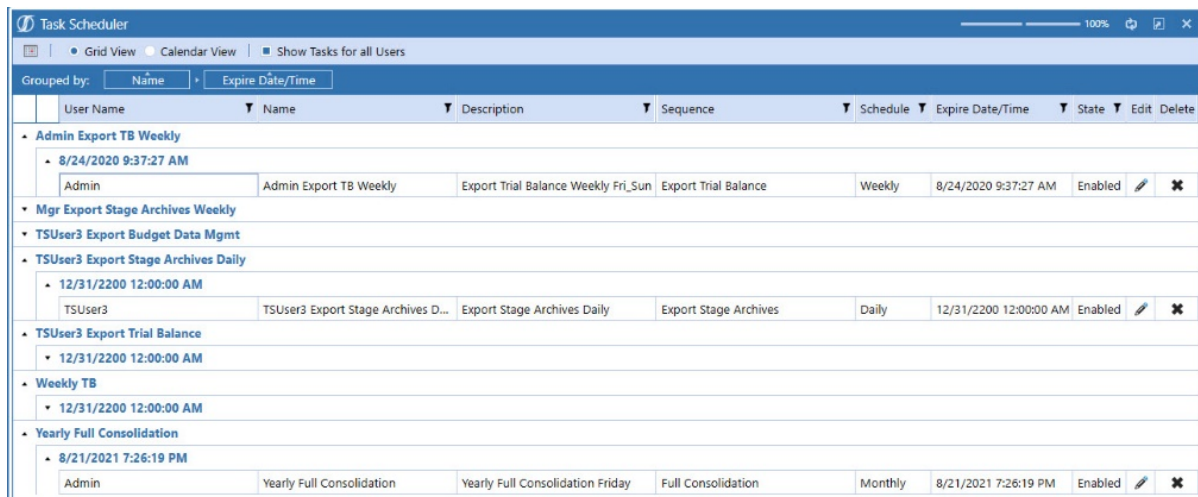 Task Scheduler 100%
Grid View Calendar View Show Tasks for all Users
Grouped by: Name Expire Date/Time
User Name Name Description Sequence Schedule Expire Date/Time State Edit Delete
Admin Export TB Weekly
8/24/2020 9:37:27 AM
Admin Admin Export TB Weekly Export Trial Balance Weekly Fri_Sun Export Trial Balance Weekly 8/24/2020 9:37:27 AM Enabled
Mgr Export Stage Archives Weekly
TSUser3 Export Budget Data Mgmt
TSUser3 Export Stage Archives Daily
12/31/2200 12:00:00 AM
TSUser3 TSUser3 Export Stage Archives D... Export Stage Archives Daily Export Stage Archives Daily 12/31/2200 12:00:00 AM Enabled
TSUser3 Export Trial Balance
12/31/2200 12:00:00 AM
Weekly TB
12/31/2200 12:00:00 AM
Yearly Full Consolidation
8/21/2021 7:26:19 PM
Admin Yearly Full Consolidation Yearly Full Consolidation Friday Full Consolidation Monthly 8/21/2021 7:26:19 PM Enabled